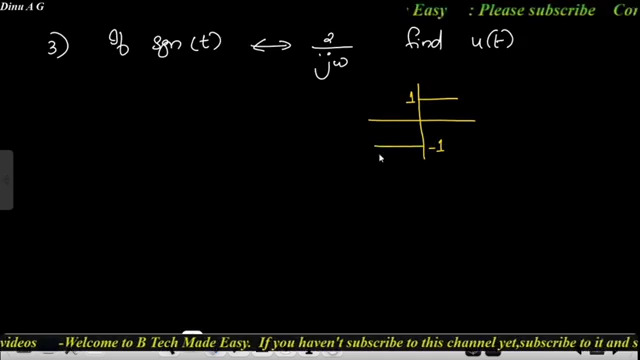 Dinu A G
Easy : Please subscribe Cor
3) If sgn(t) ↔ 2/jω find u(t)
1
-1
videos -Welcome to B Tech Made Easy. If you haven't subscribe to this channel yet,subscribe to it and s